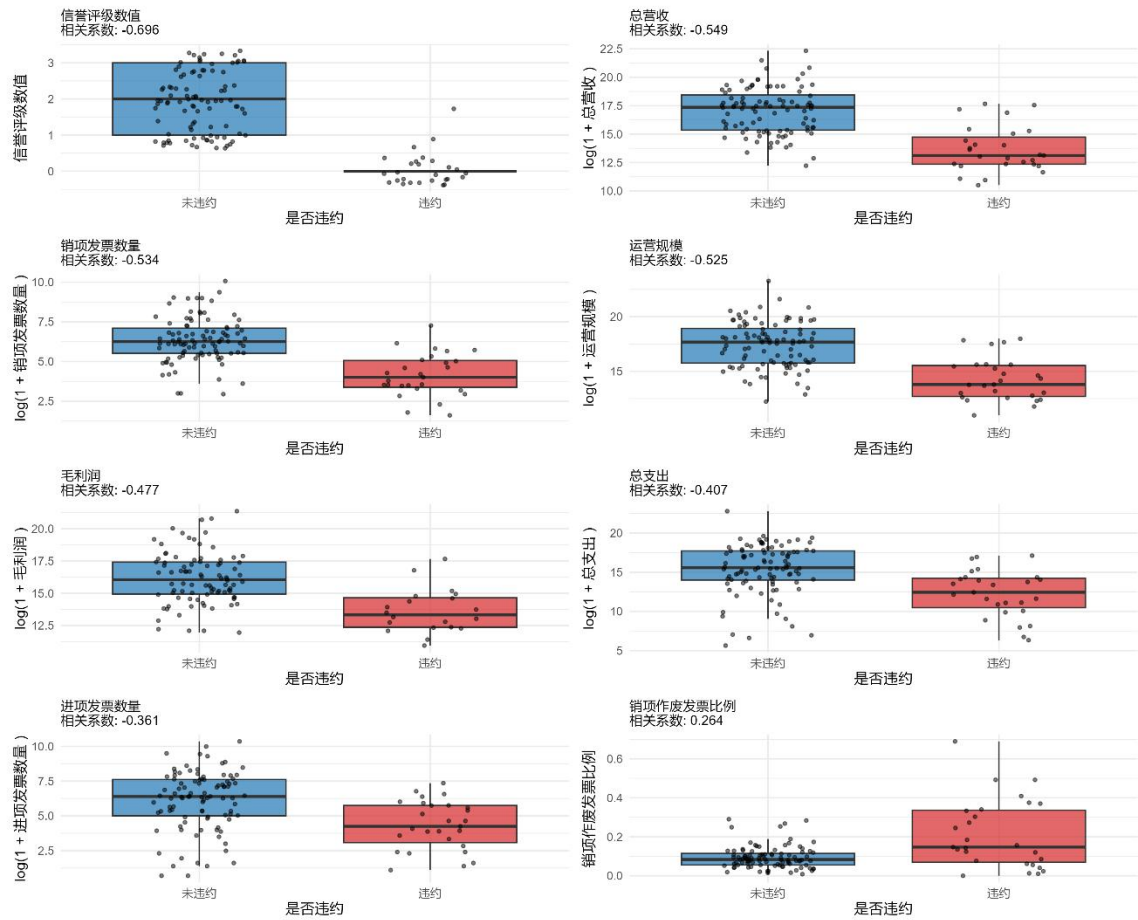 信誉评级数值
相关系数: -0.696
信誉评级数值
3
2
1
0
未违约
违约
是否违约
总营收
相关系数: -0.549
log(1 + 总营收 )
22.5
20.0
17.5
15.0
12.5
10.0
未违约
违约
是否违约
销项发票数量
相关系数: -0.534
log(1 + 销项发票数量 )
10.0
7.5
5.0
2.5
未违约
违约
是否违约
运营规模
相关系数: -0.525
log(1 + 运营规模 )
20
15
未违约
违约
是否违约
毛利润
相关系数: -0.477
log(1 + 毛利润 )
20.0
17.5
15.0
12.5
未违约
违约
是否违约
总支出
相关系数: -0.407
log(1 + 总支出 )
20
15
10
5
未违约
违约
是否违约
进项发票数量
相关系数: -0.361
log(1 + 进项发票数量 )
10.0
7.5
5.0
2.5
未违约
违约
是否违约
销项作废发票比例
相关系数: 0.264
销项作废发票比例
0.6
0.4
0.2
0.0
未违约
违约
是否违约